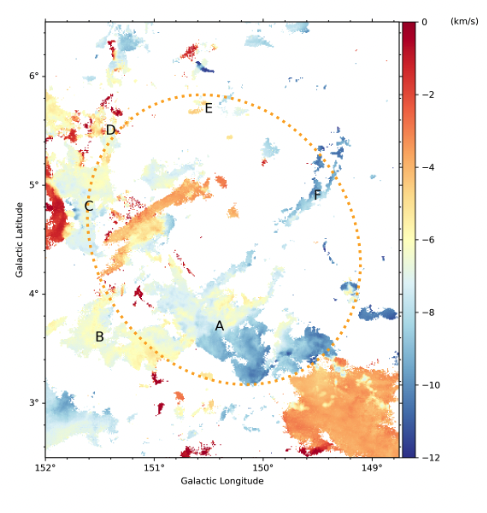 0 (km/s)
6°
E
−2
D
5°
F
−4
C
Galactic Latitude
−6
4°
A
−8
B
3°
−10
−12
152° 151° 150° 149°
Galactic Longitude